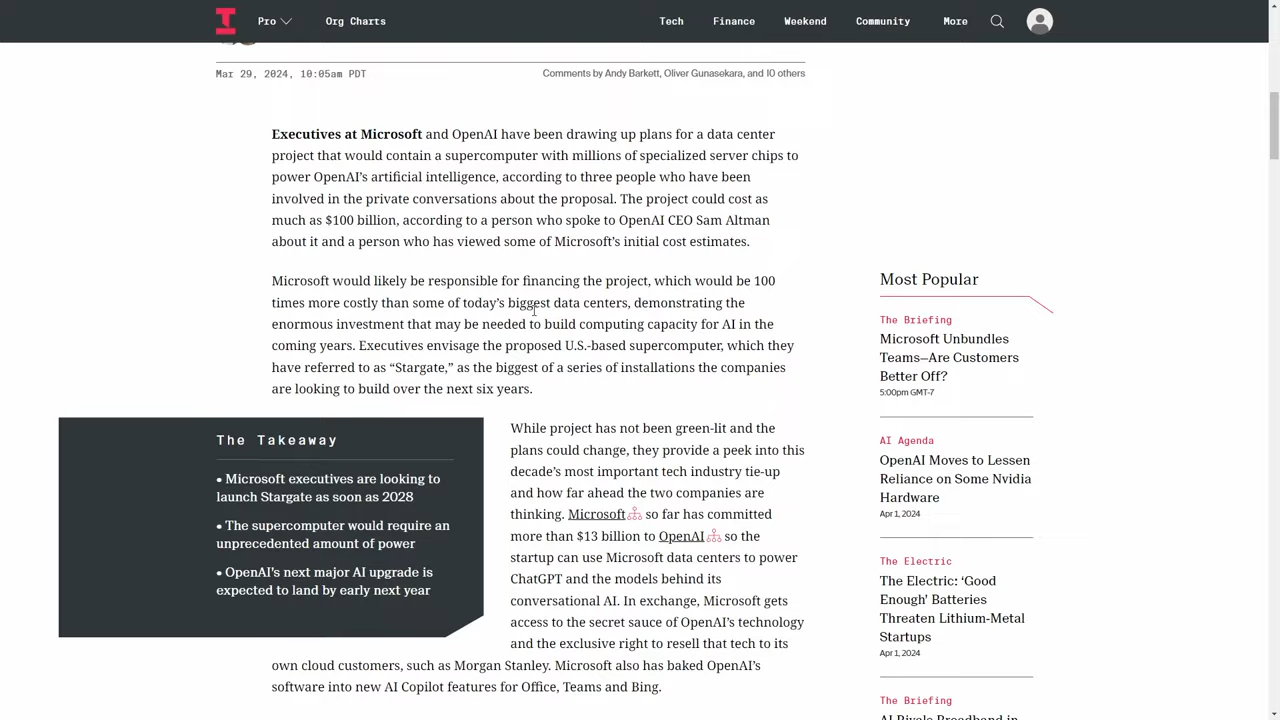 Pro
Org Charts
Tech
Finance
Weekend
Community
More
Mar 29, 2024, 10:05am PDT
Comments by Andy Barkett, Oliver Gunasekara, and 10 others
Executives at Microsoft and OpenAI have been drawing up plans for a data center
project that would contain a supercomputer with millions of specialized server chips to
power OpenAI’s artificial intelligence, according to three people who have been
involved in the private conversations about the proposal. The project could cost as
much as $100 billion, according to a person who spoke to OpenAI CEO Sam Altman
about it and a person who has viewed some of Microsoft’s initial cost estimates.
Microsoft would likely be responsible for financing the project, which would be 100
times more costly than some of today’s biggest data centers, demonstrating the
enormous investment that may be needed to build computing capacity for AI in the
coming years. Executives envisage the proposed U.S.-based supercomputer, which they
have referred to as “Stargate,” as the biggest of a series of installations the companies
are looking to build over the next six years.
The Takeaway
• Microsoft executives are looking to
launch Stargate as soon as 2028
• The supercomputer would require an
unprecedented amount of power
• OpenAI’s next major AI upgrade is
expected to land by early next year
While project has not been green-lit and the
plans could change, they provide a peek into this
decade’s most important tech industry tie-up
and how far ahead the two companies are
thinking. Microsoft so far has committed
more than $13 billion to OpenAI so the
startup can use Microsoft data centers to power
ChatGPT and the models behind its
conversational AI. In exchange, Microsoft gets
access to the secret sauce of OpenAI’s technology
and the exclusive right to resell that tech to its
own cloud customers, such as Morgan Stanley. Microsoft also has baked OpenAI’s
software into new AI Copilot features for Office, Teams and Bing.
Most Popular
The Briefing
Microsoft Unbundles
Teams—Are Customers
Better Off?
5:00pm GMT-7
AI Agenda
OpenAI Moves to Lessen
Reliance on Some Nvidia
Hardware
Apr 1, 2024
The Electric
The Electric: ‘Good
Enough’ Batteries
Threaten Lithium-Metal
Startups
Apr 1, 2024
The Briefing
AI Rivals Broadband in